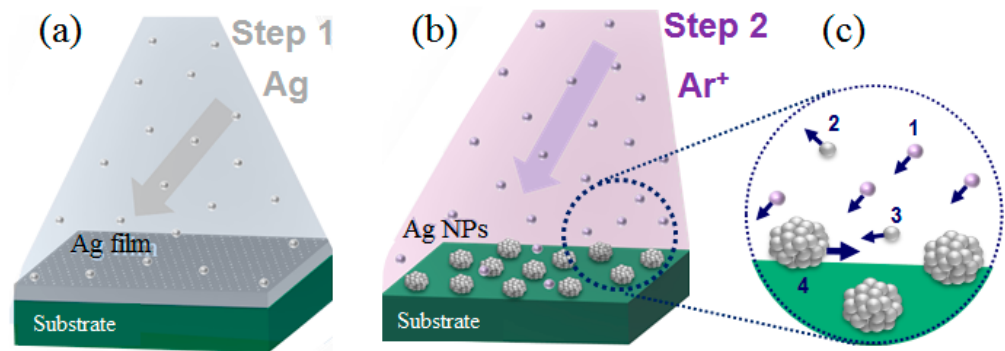 (a)
Step 1
Ag
Ag film
Substrate
(b)
Step 2
Ar⁺
Ag NPs
Substrate
(c)
1
2
3
4